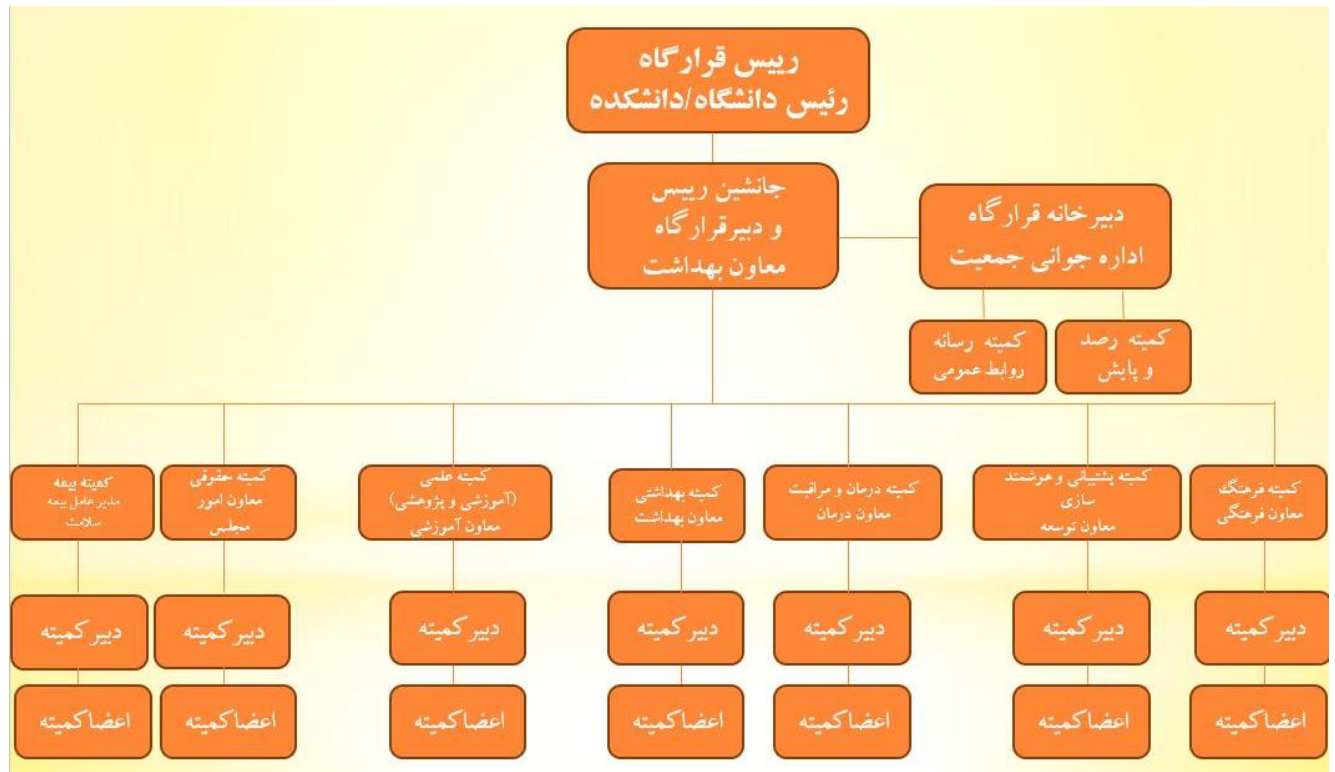 رییس قرارگاه
رئیس دانشگاه/دانشکده
جانشین رییس
و دبیرقرارگاه
معاون بهداشت
دبیرخانه قرارگاه
اداره جوانی جمعیت
کمیته رصد
و پایش
کمیته رسانه
روابط عمومی
کمیته فرهنگ
معاون فرهنگی
کمیته پشتیبانی و هوشمند
سازی
معاون توسعه
کمیته درمان و مراقبت
معاون درمان
کمیته بهداشتی
معاون بهداشت
کمیته علمی
(آموزشی و پژوهشی)
معاون آموزشی
کمیته حقوقی
معاون امور
مجلس
کمیته بیمه
مدیر عامل بیمه
سلامت
دبیر کمیته
دبیر کمیته
دبیر کمیته
دبیر کمیته
دبیر کمیته
دبیر کمیته
دبیر کمیته
اعضا کمیته
اعضا کمیته
اعضا کمیته
اعضا کمیته
اعضا کمیته
اعضا کمیته
اعضا کمیته